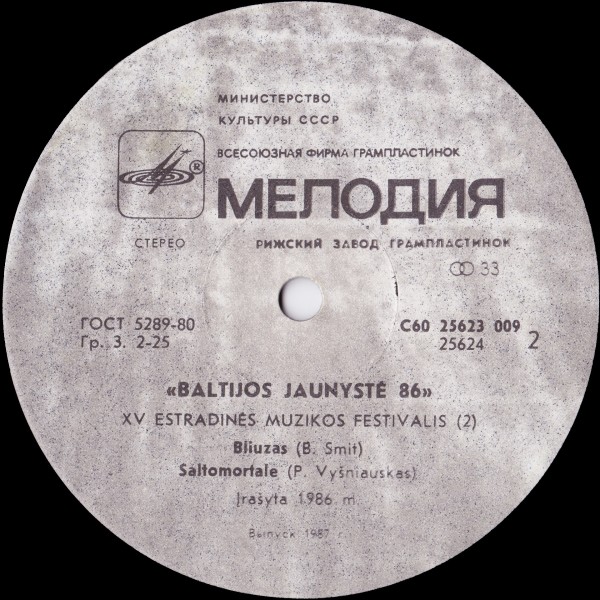 МИНИСТЕРСТВО
КУЛЬТУРЫ СССР
ВСЕСОЮЗНАЯ ФИРМА ГРАМПЛАСТИНОК
®
МЕЛОДИЯ
СТЕРЕО
РИЖСКИЙ ЗАВОД ГРАМПЛАСТИНОК
33
ГОСТ 5289-80
Гр. 3. 2-25
С60 25623 009
25624
2
«BALTIJOS JAUNYSTĖ 86»
XV ESTRADINĖS MUZIKOS FESTIVALIS (2)
Bliuzas (B. Smit)
Saltomortale (P. Vyšniauskas)
Įrašyta 1986 m
Выпуск 1987 г.